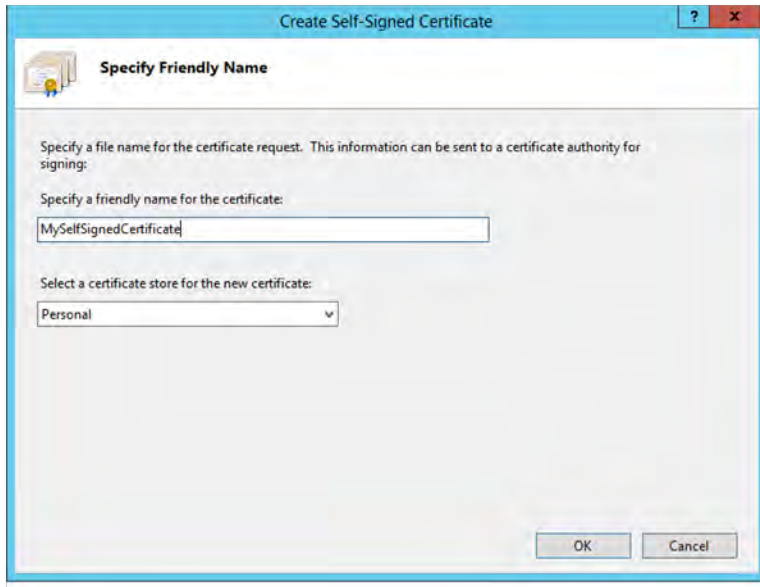 Create Self-Signed Certificate
? x
Specify Friendly Name
Specify a file name for the certificate request. This information can be sent to a certificate authority for
signing:
Specify a friendly name for the certificate:
MySelfSignedCertificate
Select a certificate store for the new certificate:
Personal
OK Cancel